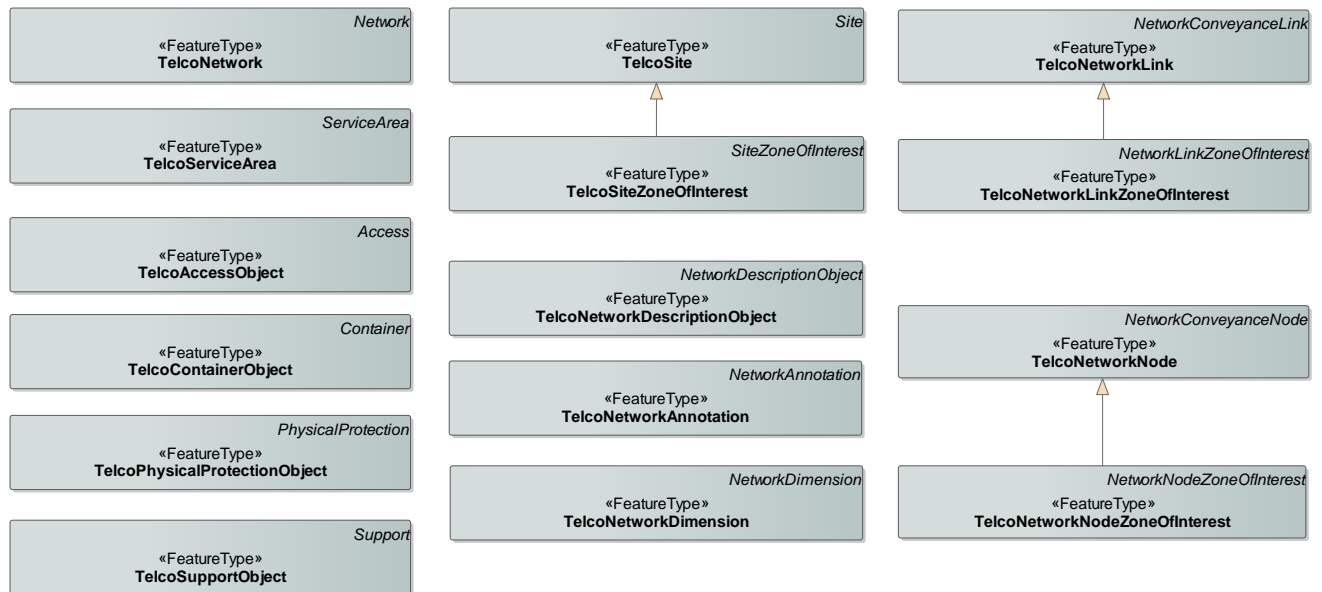 Network
«FeatureType»
TelcoNetwork
ServiceArea
«FeatureType»
TelcoServiceArea
Access
«FeatureType»
TelcoAccessObject
Container
«FeatureType»
TelcoContainerObject
PhysicalProtection
«FeatureType»
TelcoPhysicalProtectionObject
Support
«FeatureType»
TelcoSupportObject
Site
«FeatureType»
TelcoSite
SiteZoneOfInterest
«FeatureType»
TelcoSiteZoneOfInterest
NetworkDescriptionObject
«FeatureType»
TelcoNetworkDescriptionObject
NetworkAnnotation
«FeatureType»
TelcoNetworkAnnotation
NetworkDimension
«FeatureType»
TelcoNetworkDimension
NetworkConveyanceLink
«FeatureType»
TelcoNetworkLink
NetworkLinkZoneOfInterest
«FeatureType»
TelcoNetworkLinkZoneOfInterest
NetworkConveyanceNode
«FeatureType»
TelcoNetworkNode
NetworkNodeZoneOfInterest
«FeatureType»
TelcoNetworkNodeZoneOfInterest